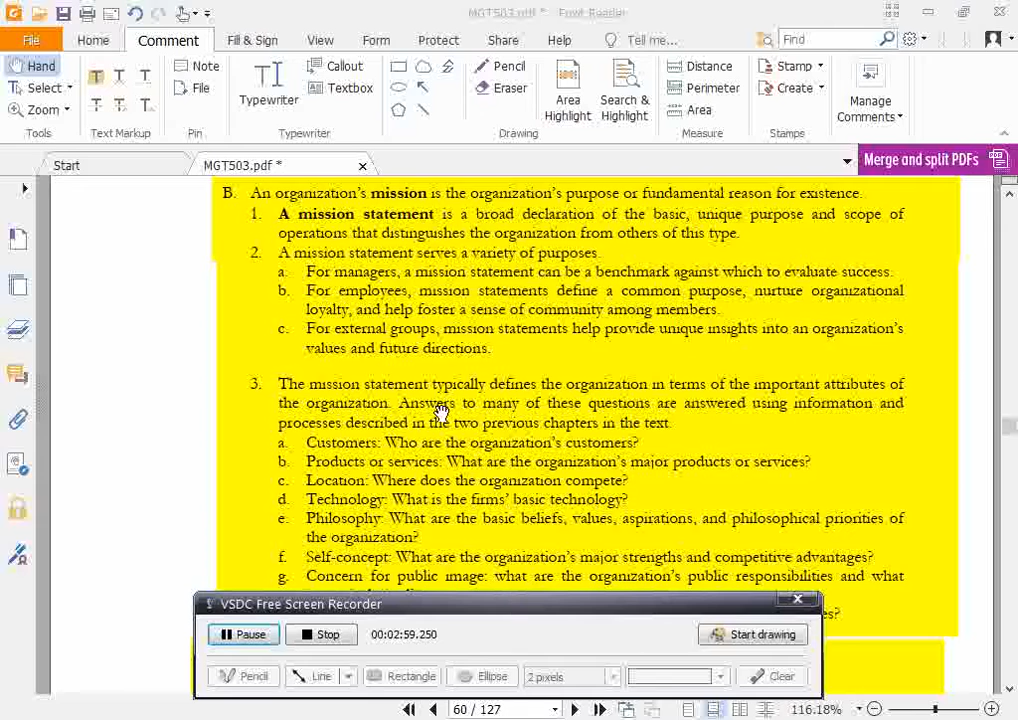 MGT503.pdf * - Foxit Reader
File Home Comment Fill & Sign View Form Protect Share Help Tell me... Find
Hand Note Callout Pencil Distance Stamp
Select File Typewriter Textbox Eraser Area Highlight Search & Highlight Perimeter Create Manage Comments
Zoom Area
Tools Text Markup Pin Typewriter Drawing Measure Stamps
Start MGT503.pdf * Merge and split PDFs
B. An organization's mission is the organization's purpose or fundamental reason for existence.
1. A mission statement is a broad declaration of the basic, unique purpose and scope of
operations that distinguishes the organization from others of this type.
2. A mission statement serves a variety of purposes.
a. For managers, a mission statement can be a benchmark against which to evaluate success.
b. For employees, mission statements define a common purpose, nurture organizational
loyalty, and help foster a sense of community among members.
c. For external groups, mission statements help provide unique insights into an organization's
values and future directions.
3. The mission statement typically defines the organization in terms of the important attributes of
the organization. Answers to many of these questions are answered using information and
processes described in the two previous chapters in the text.
a. Customers: Who are the organization's customers?
b. Products or services: What are the organization's major products or services?
c. Location: Where does the organization compete?
d. Technology: What is the firms' basic technology?
e. Philosophy: What are the basic beliefs, values, aspirations, and philosophical priorities of
the organization?
f. Self-concept: What are the organization's major strengths and competitive advantages?
g. Concern for public image: what are the organization's public responsibilities and what
VSDC Free Screen Recorder
Pause Stop 00:02:59.250 Start drawing
Pencil Line Rectangle Ellipse 2 pixels Clear
60 / 127 116.18%